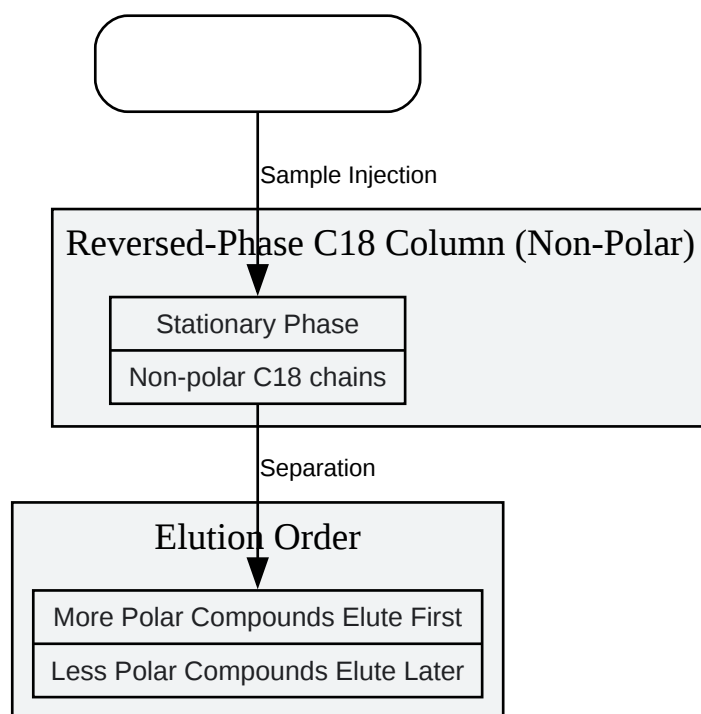 Sample Injection
Reversed-Phase C18 Column (Non-Polar)
Stationary Phase
Non-polar C18 chains
Separation
Elution Order
More Polar Compounds Elute First
Less Polar Compounds Elute Later